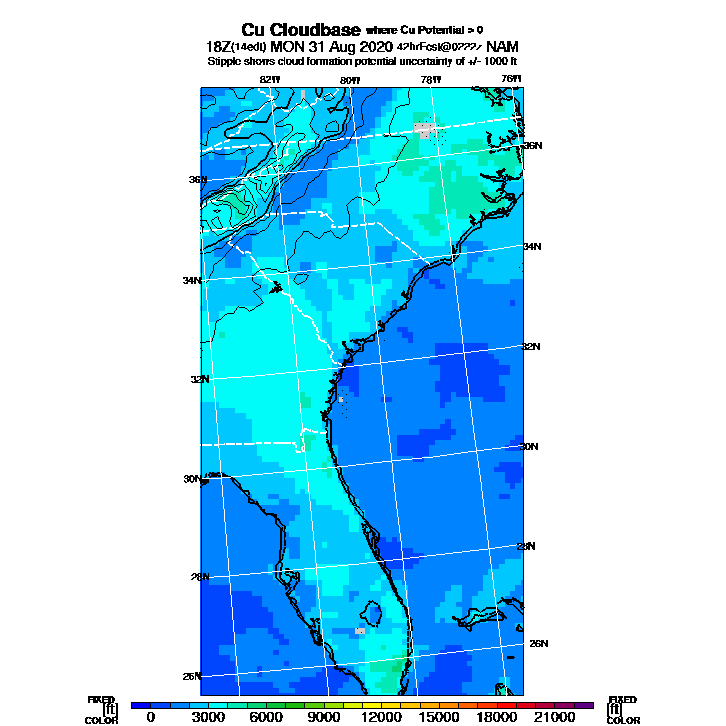 Cu Cloudbase where Cu Potential > 0
18Z(14edt) MON 31 Aug 2020 NAM
Stipple shows cloud formation potential uncertainty of +/- 1000 ft
82W 80W 78W 76W
36N
36N
34N
34N
32N
32N
30N
30N
28N
28N
26N
26N
FIXED FIXED
[ft] [ft]
COLOR COLOR
0 3000 6000 9000 12000 15000 18000 21000